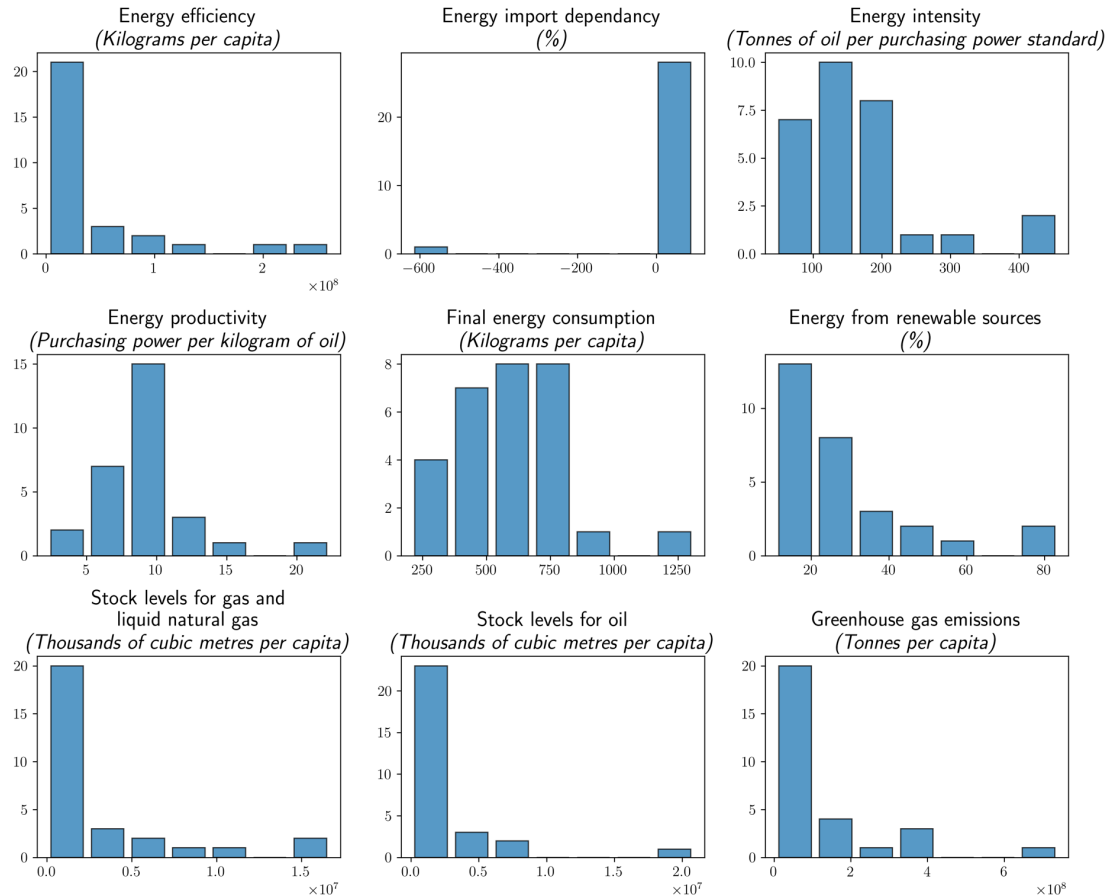 Energy efficiency
(Kilograms per capita)
20
15
10
5
0
0 1 2
×10⁸
Energy import dependancy
(%)
20
10
0
−600 −400 −200 0
Energy intensity
(Tonnes of oil per purchasing power standard)
10.0
7.5
5.0
2.5
0.0
100 200 300 400
Energy productivity
(Purchasing power per kilogram of oil)
15
10
5
0
5 10 15 20
Final energy consumption
(Kilograms per capita)
8
6
4
2
0
250 500 750 1000 1250
Energy from renewable sources
(%)
10
5
0
20 40 60 80
Stock levels for gas and
liquid natural gas
(Thousands of cubic metres per capita)
20
15
10
5
0
0.0 0.5 1.0 1.5
×10⁷
Stock levels for oil
(Thousands of cubic metres per capita)
20
15
10
5
0
0.0 0.5 1.0 1.5 2.0
×10⁷
Greenhouse gas emissions
(Tonnes per capita)
20
15
10
5
0
0 2 4 6
×10⁸